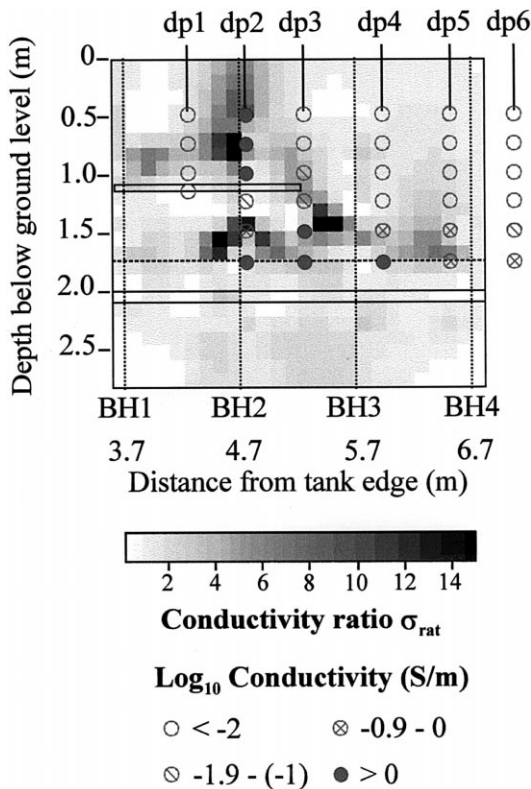 dp1 dp2 dp3 dp4 dp5 dp6
Depth below ground level (m)
0
0.5
1.0
1.5
2.0
2.5
BH1 BH2 BH3 BH4
3.7 4.7 5.7 6.7
Distance from tank edge (m)
2 4 6 8 10 12 14
Conductivity ratio σrat
Log10 Conductivity (S/m)
< -2 -0.9 - 0
-1.9 - (-1) > 0